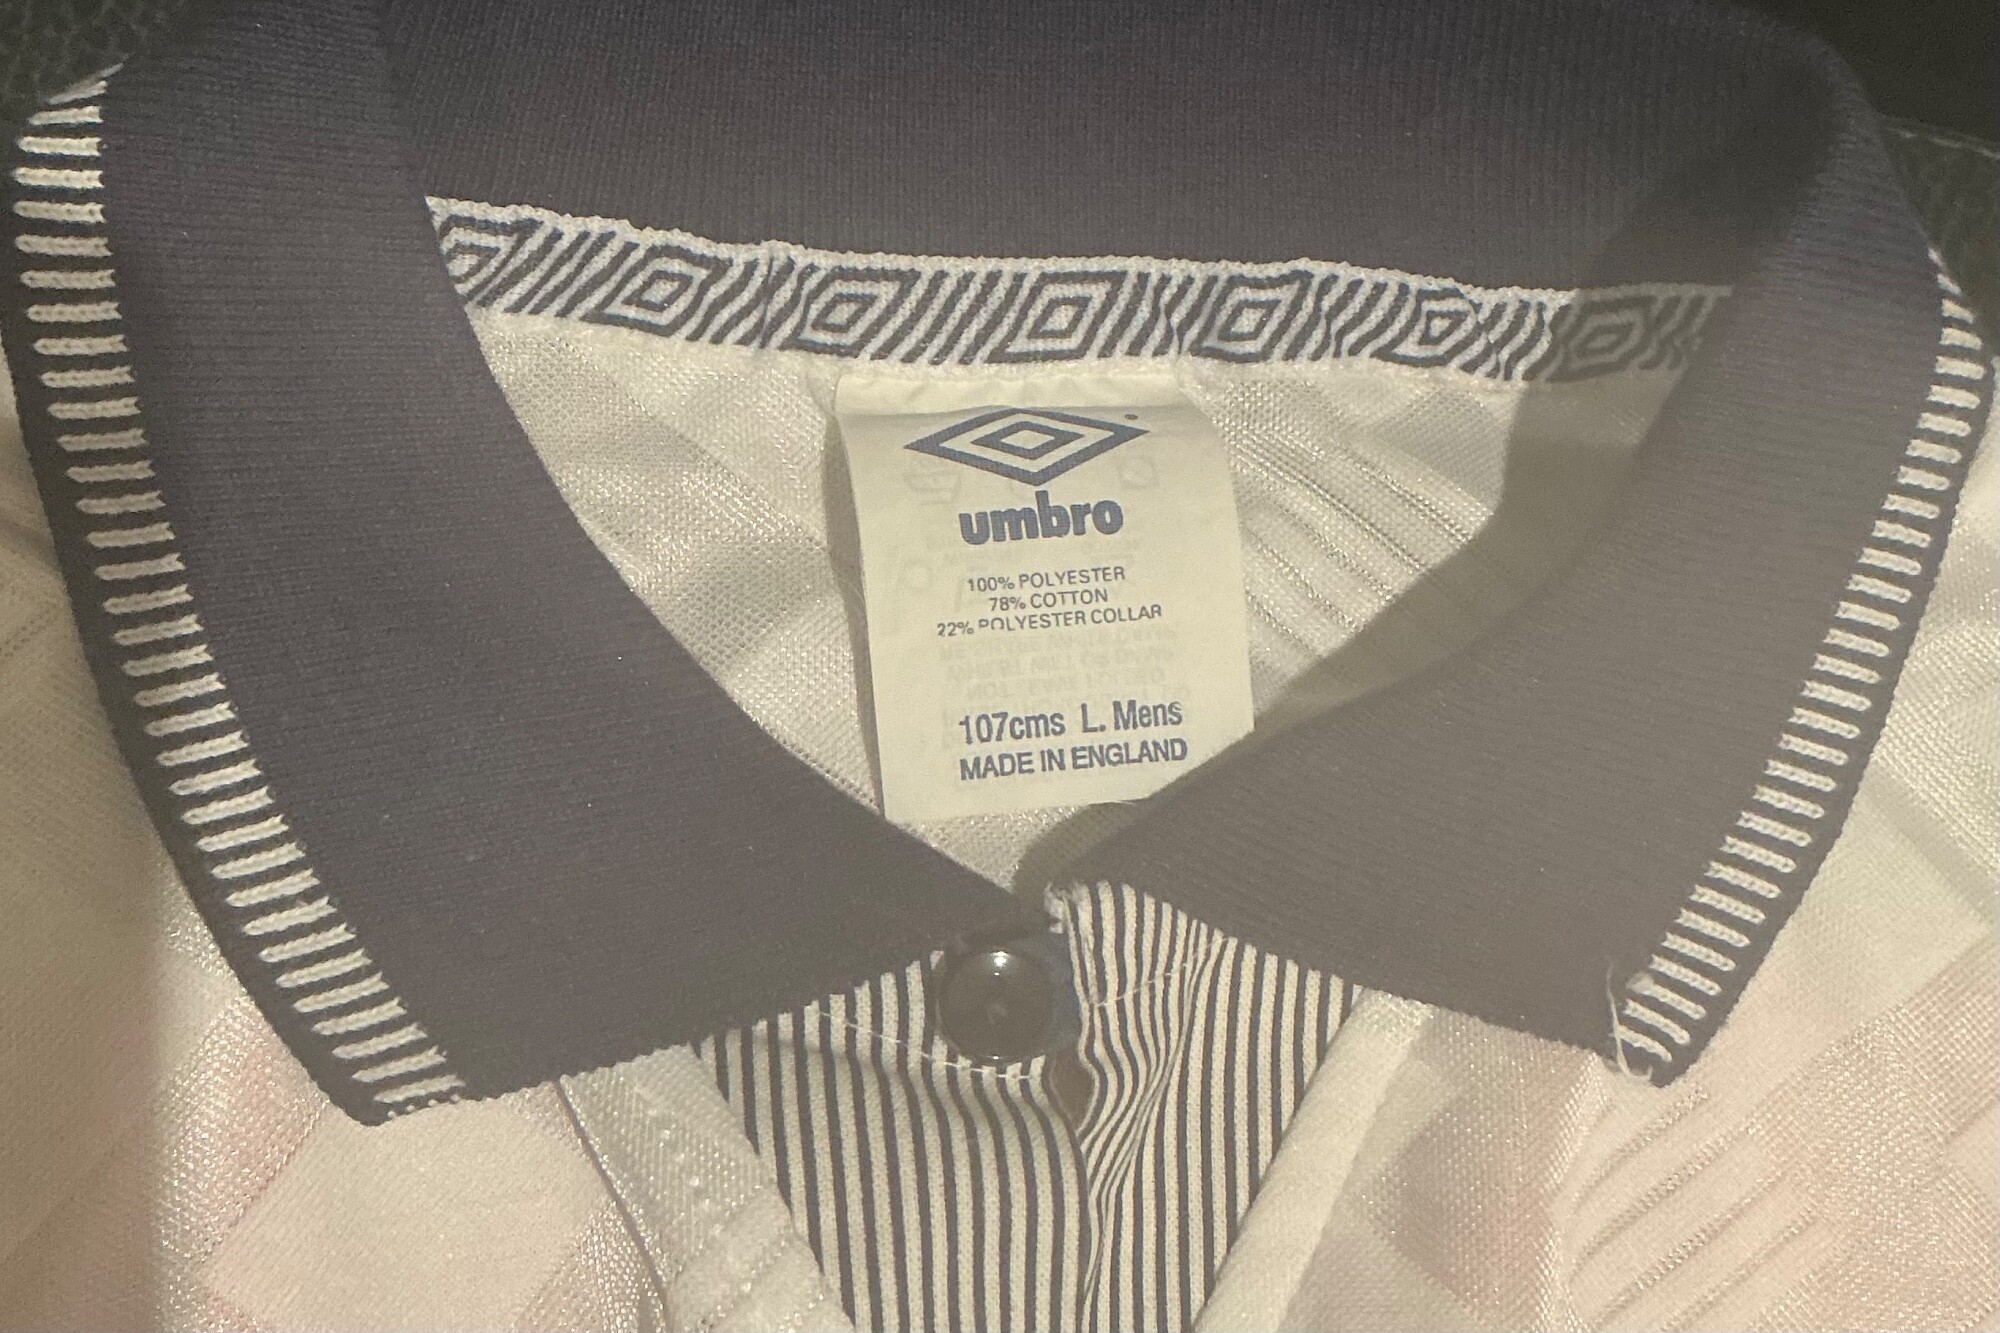 umbro
100% POLYESTER
78% COTTON
22% POLYESTER COLLAR
107cms L. Mens
MADE IN ENGLAND